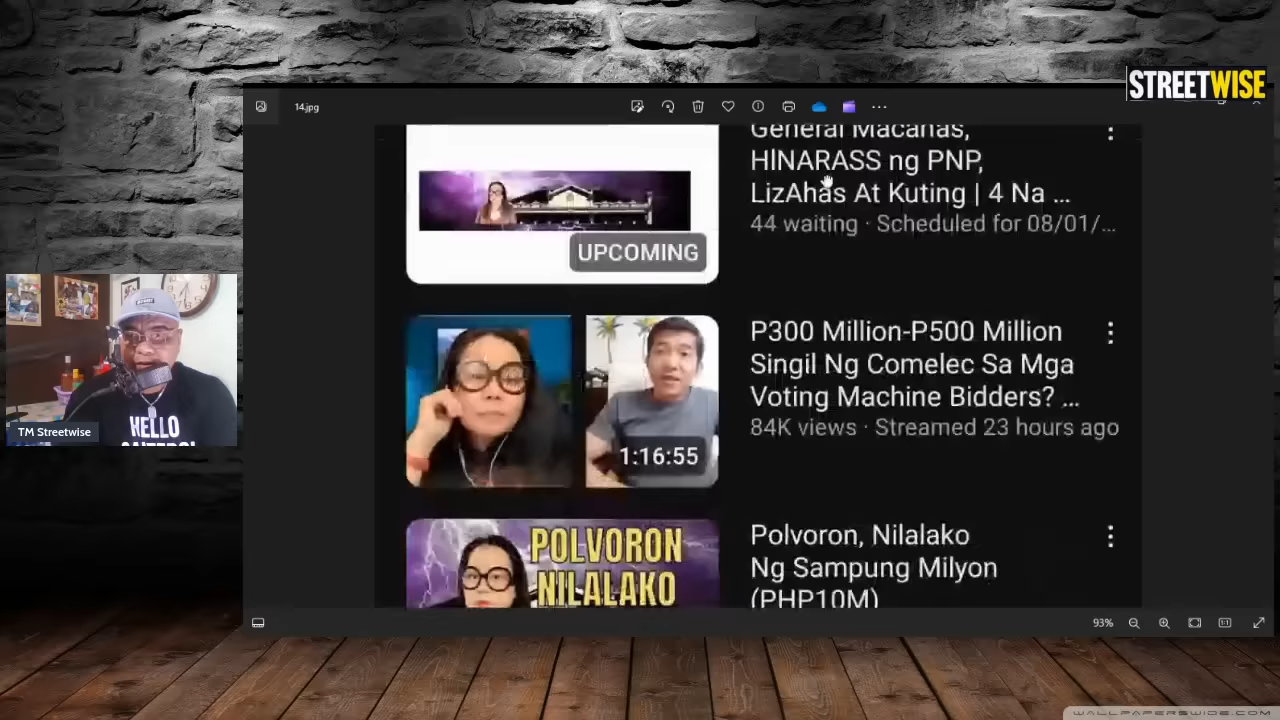 STREETWISE
14.jpg
General Macanas,
HINARASS ng PNP,
LizAhas At Kuting | 4 Na ...
44 waiting · Scheduled for 08/01/...
UPCOMING
P300 Million-P500 Million
Singil Ng Comelec Sa Mga
Voting Machine Bidders? ...
84K views · Streamed 23 hours ago
1:16:55
POLVORON
NILALAKO
Polvoron, Nilalako
Ng Sampung Milyon
(PHP10M)
HELLO
TM Streetwise
93%
WALLPAPERSWIDE.COM